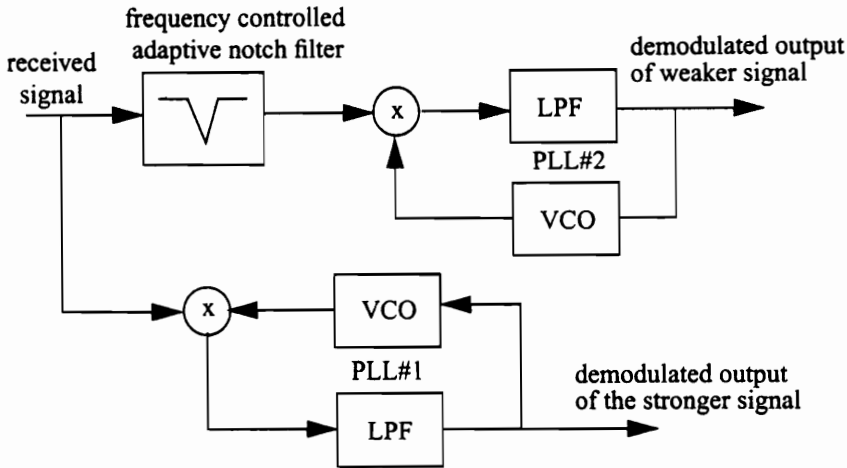 frequency controlled
adaptive notch filter
received
signal
x
LPF
demodulated output
of weaker signal
PLL#2
VCO
x
VCO
PLL#1
LPF
demodulated output
of the stronger signal